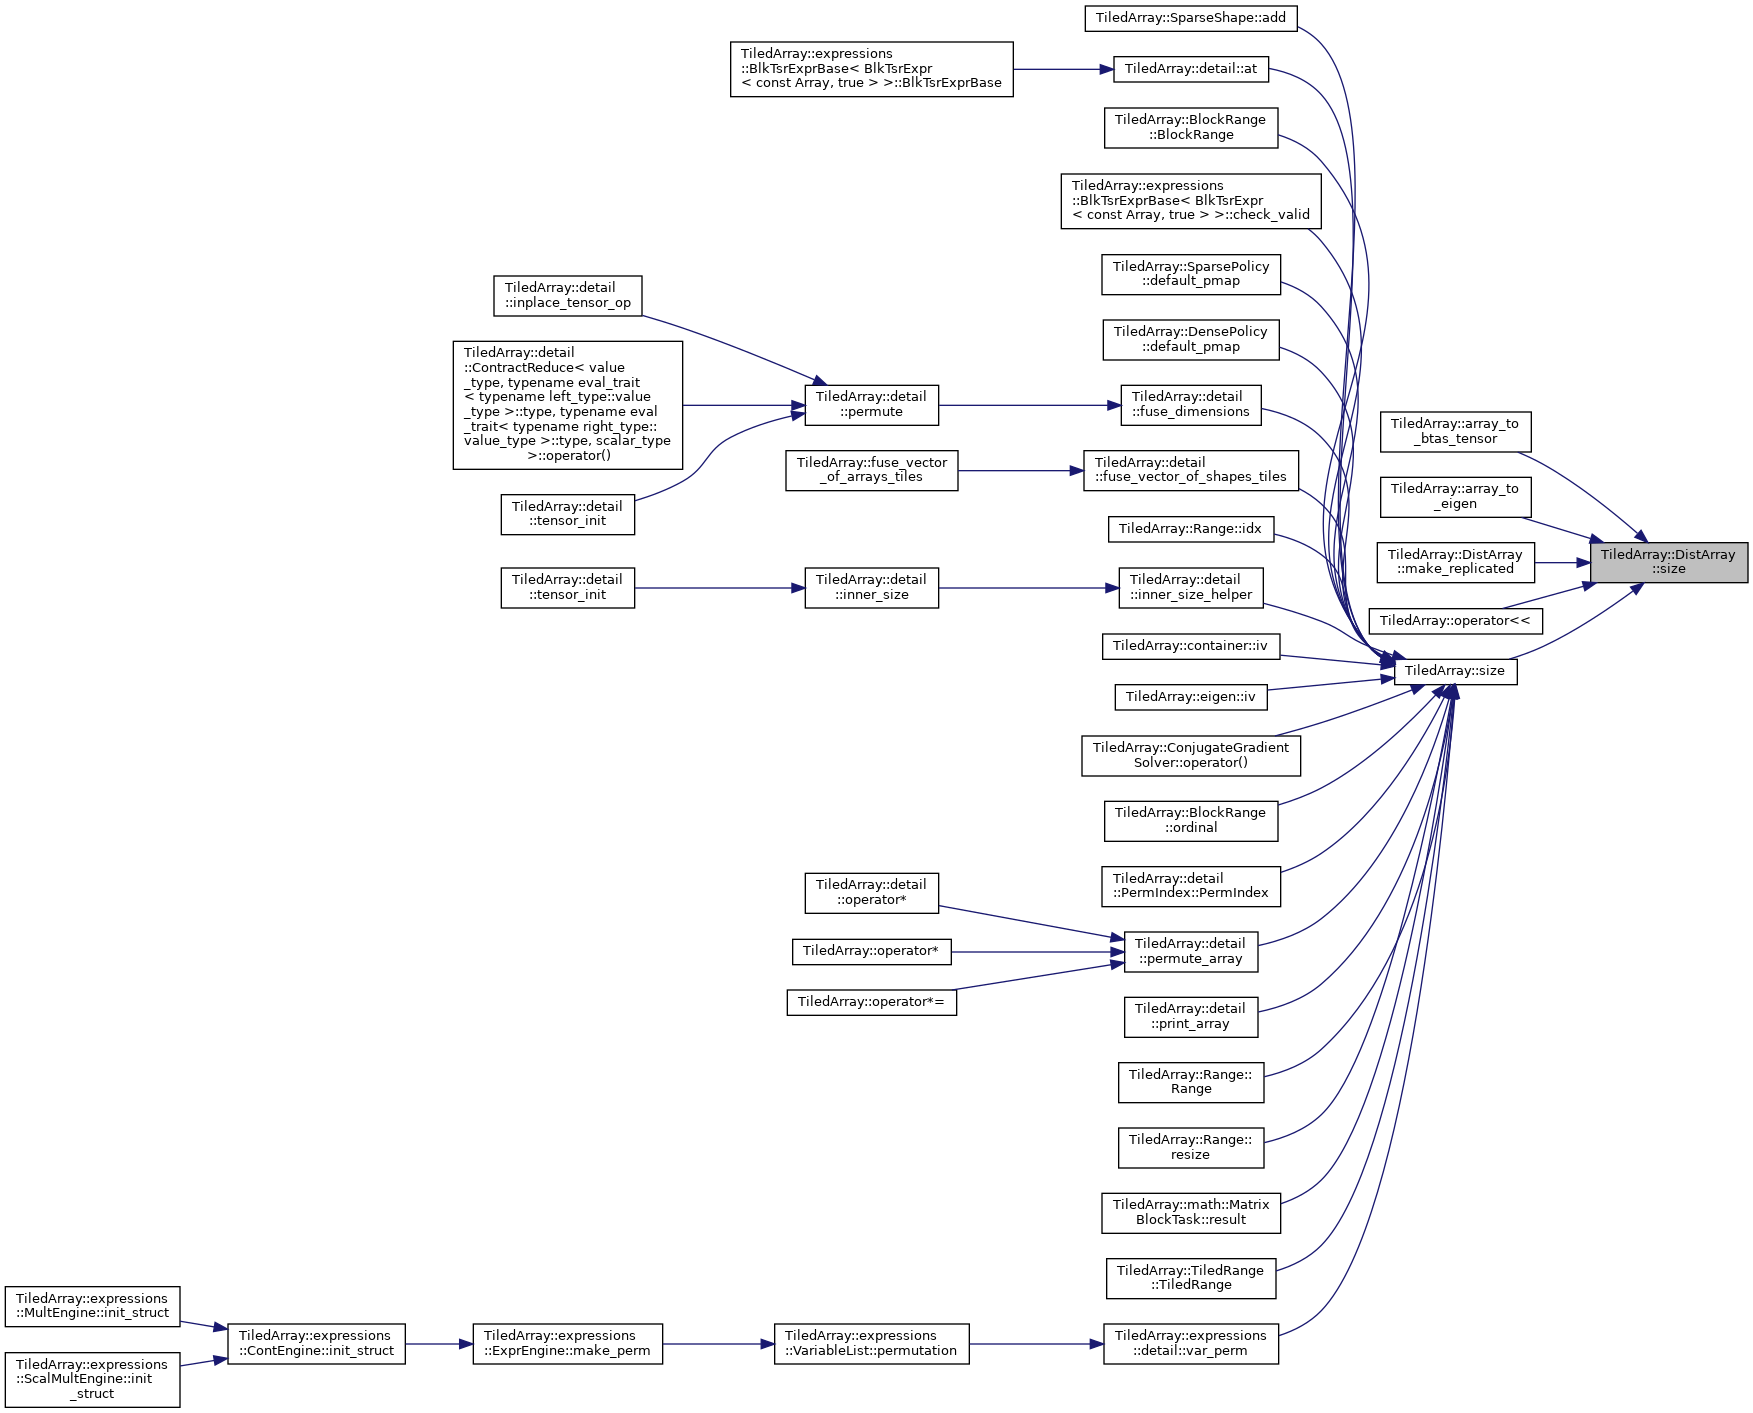 TiledArray::SparseShape::add
TiledArray::expressions
::BlkTsrExprBase< BlkTsrExpr
< const Array, true > >::BlkTsrExprBase
TiledArray::detail::at
TiledArray::BlockRange
::BlockRange
TiledArray::expressions
::BlkTsrExprBase< BlkTsrExpr
< const Array, true > >::check_valid
TiledArray::SparsePolicy
::default_pmap
TiledArray::detail
::inplace_tensor_op
TiledArray::DensePolicy
::default_pmap
TiledArray::detail
::ContractReduce< value
_type, typename eval_trait
< typename left_type::value
_type >::type, typename eval
_trait< typename right_type::
value_type >::type, scalar_type
>::operator()
TiledArray::detail
::permute
TiledArray::detail
::fuse_dimensions
TiledArray::array_to
_btas_tensor
TiledArray::fuse_vector
_of_arrays_tiles
TiledArray::detail
::fuse_vector_of_shapes_tiles
TiledArray::array_to
_eigen
TiledArray::detail
::tensor_init
TiledArray::Range::idx
TiledArray::DistArray
::make_replicated
TiledArray::DistArray
::size
TiledArray::detail
::tensor_init
TiledArray::detail
::inner_size
TiledArray::detail
::inner_size_helper
TiledArray::operator<<
TiledArray::container::iv
TiledArray::size
TiledArray::eigen::iv
TiledArray::ConjugateGradient
Solver::operator()
TiledArray::BlockRange
::ordinal
TiledArray::detail
::PermIndex::PermIndex
TiledArray::detail
::operator*
TiledArray::operator*
TiledArray::detail
::permute_array
TiledArray::operator*=
TiledArray::detail
::print_array
TiledArray::Range::
Range
TiledArray::Range::
resize
TiledArray::math::Matrix
BlockTask::result
TiledArray::TiledRange
::TiledRange
TiledArray::expressions
::MultEngine::init_struct
TiledArray::expressions
::ContEngine::init_struct
TiledArray::expressions
::ExprEngine::make_perm
TiledArray::expressions
::VariableList::permutation
TiledArray::expressions
::detail::var_perm
TiledArray::expressions
::ScalMultEngine::init
_struct